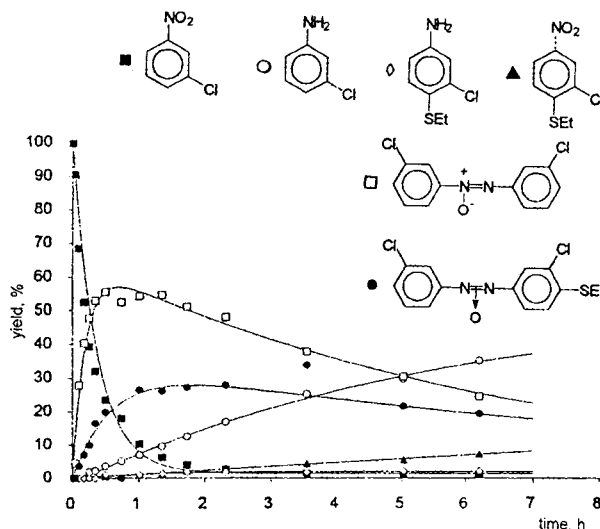 NO₂
Cl
NH₂
Cl
NH₂
Cl
SEt
NO₂
Cl
SEt
Cl
N=N
+
O⁻
Cl
Cl
N=N
O
Cl
SE
yield, %
100
90
80
70
60
50
40
30
20
10
0
0 1 2 3 4 5 6 7 8
time, h